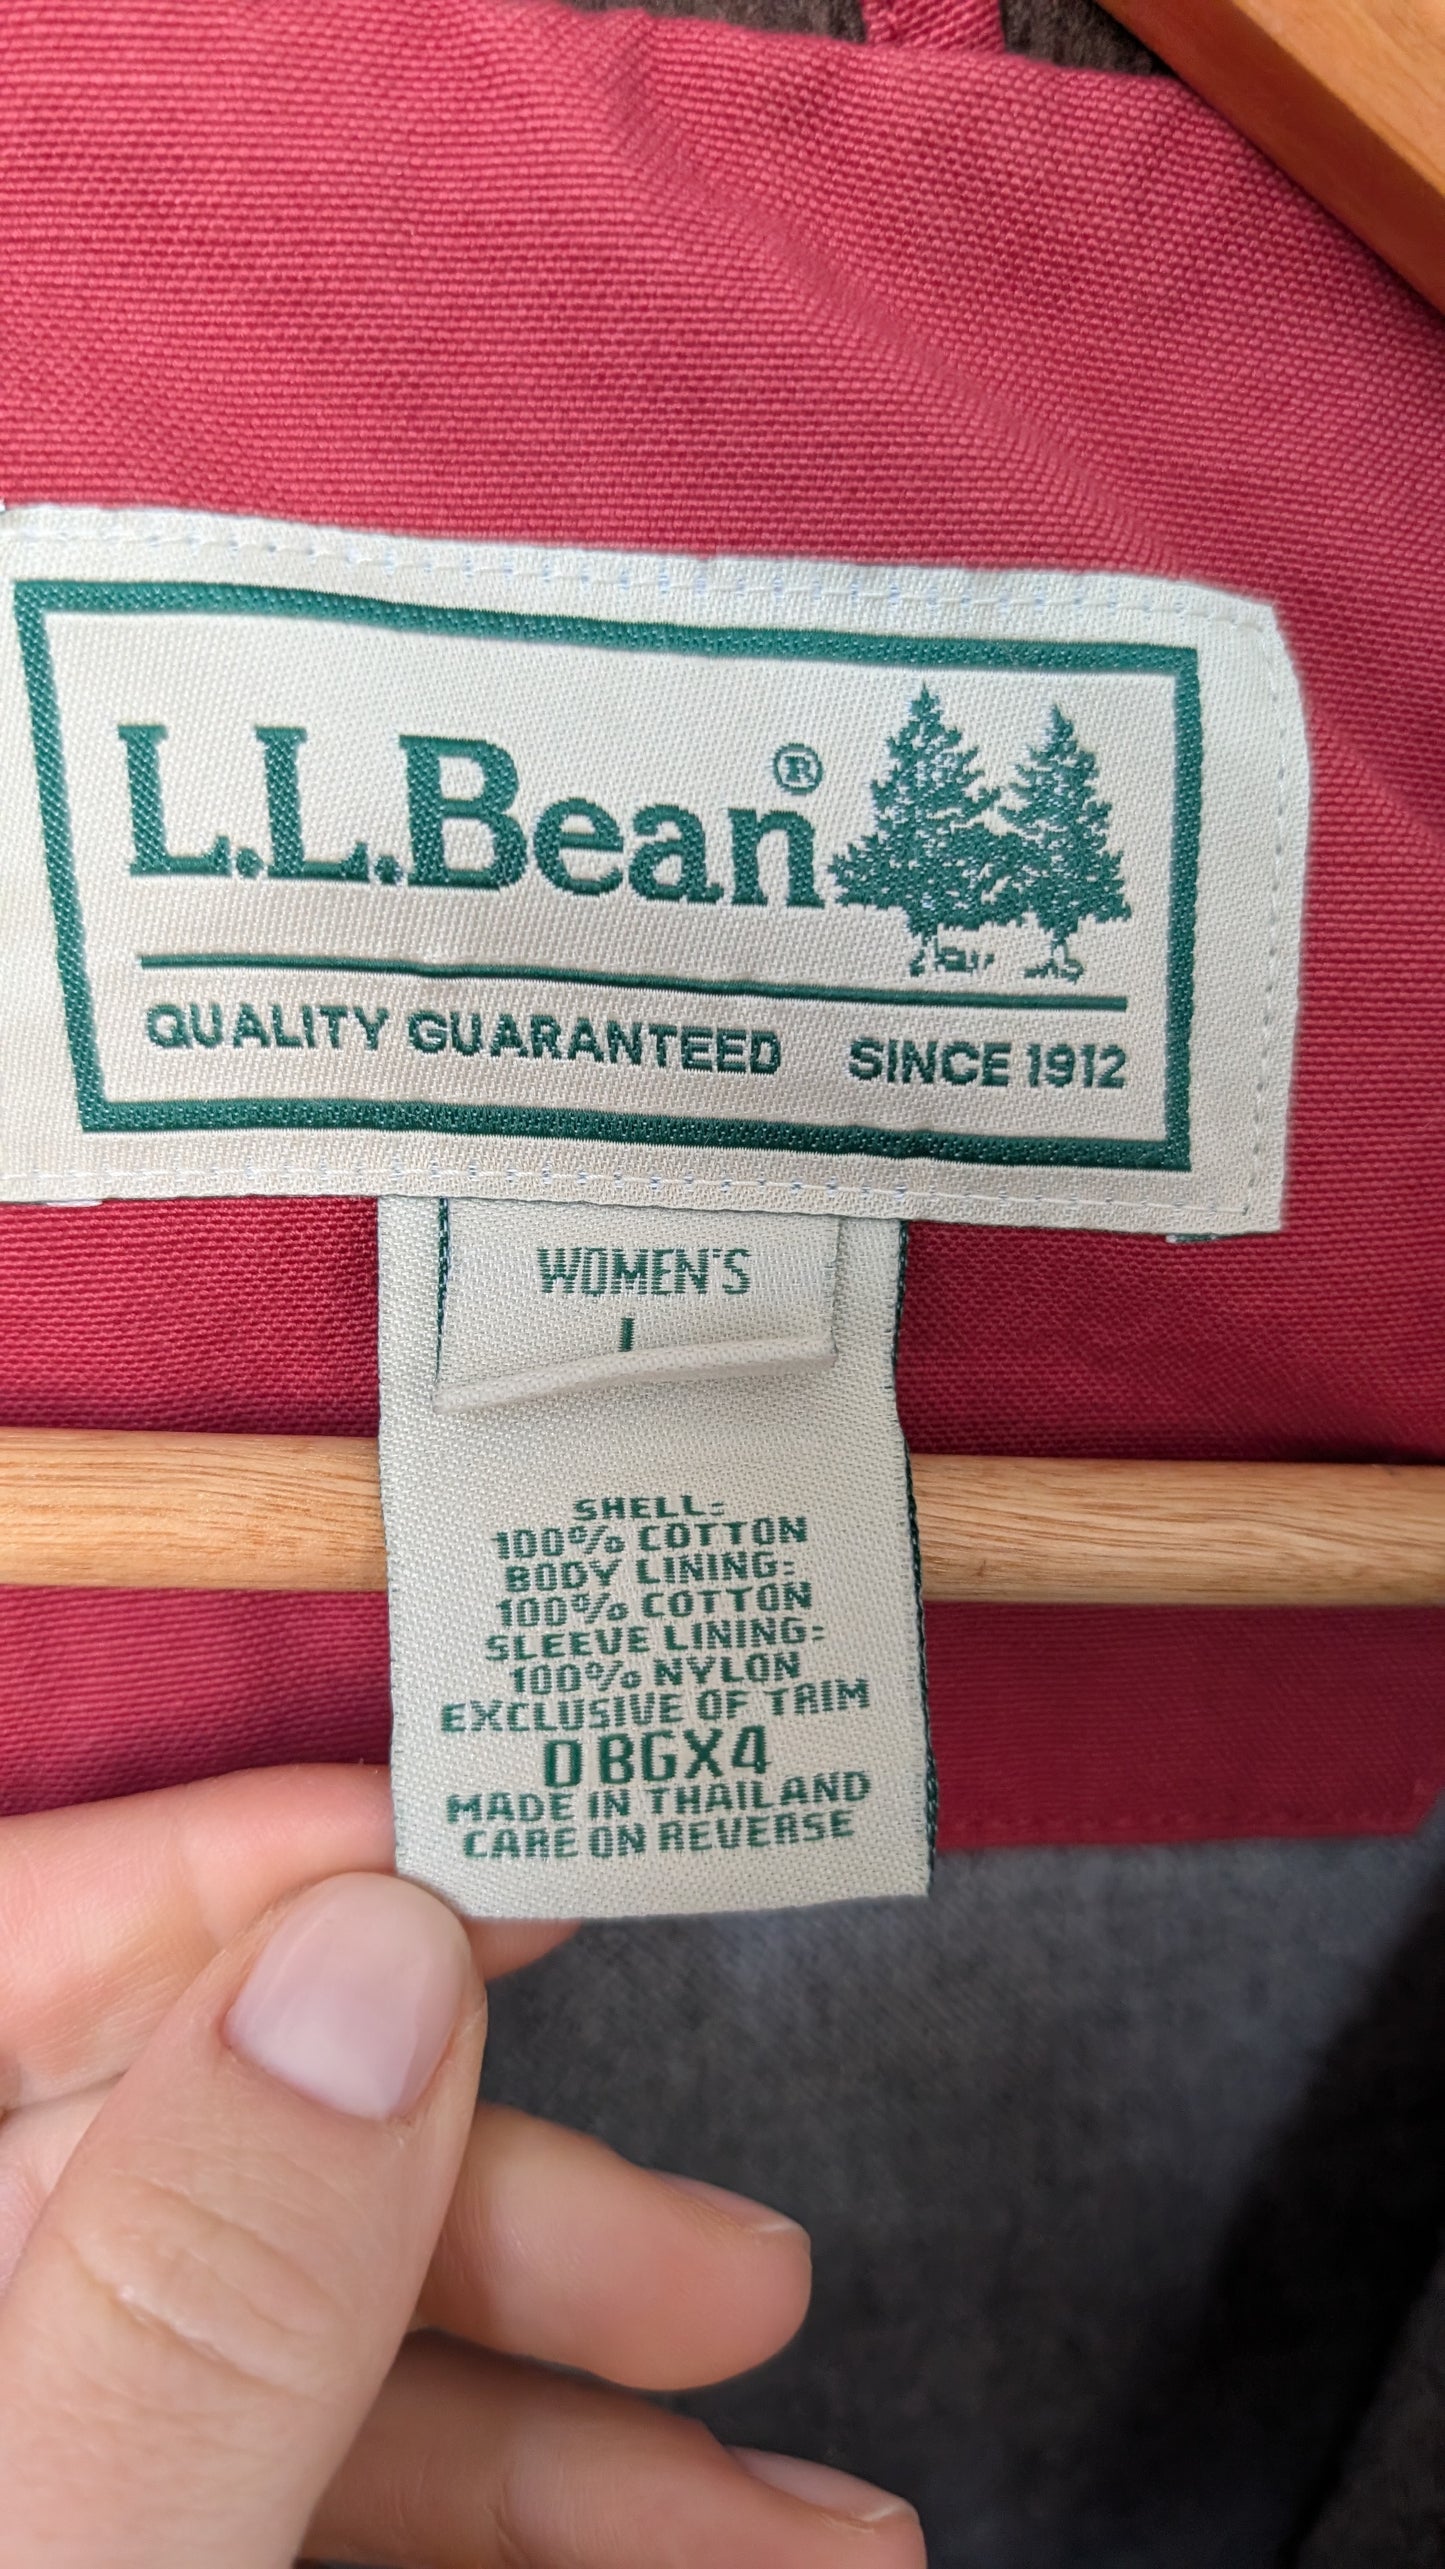 L.L.Bean®
QUALITY GUARANTEED SINCE 1912
WOMEN'S
SHELL:
100% COTTON
BODY LINING:
100% COTTON
SLEEVE LINING:
100% NYLON
EXCLUSIVE OF TRIM
0BGX4
MADE IN THAILAND
CARE ON REVERSE